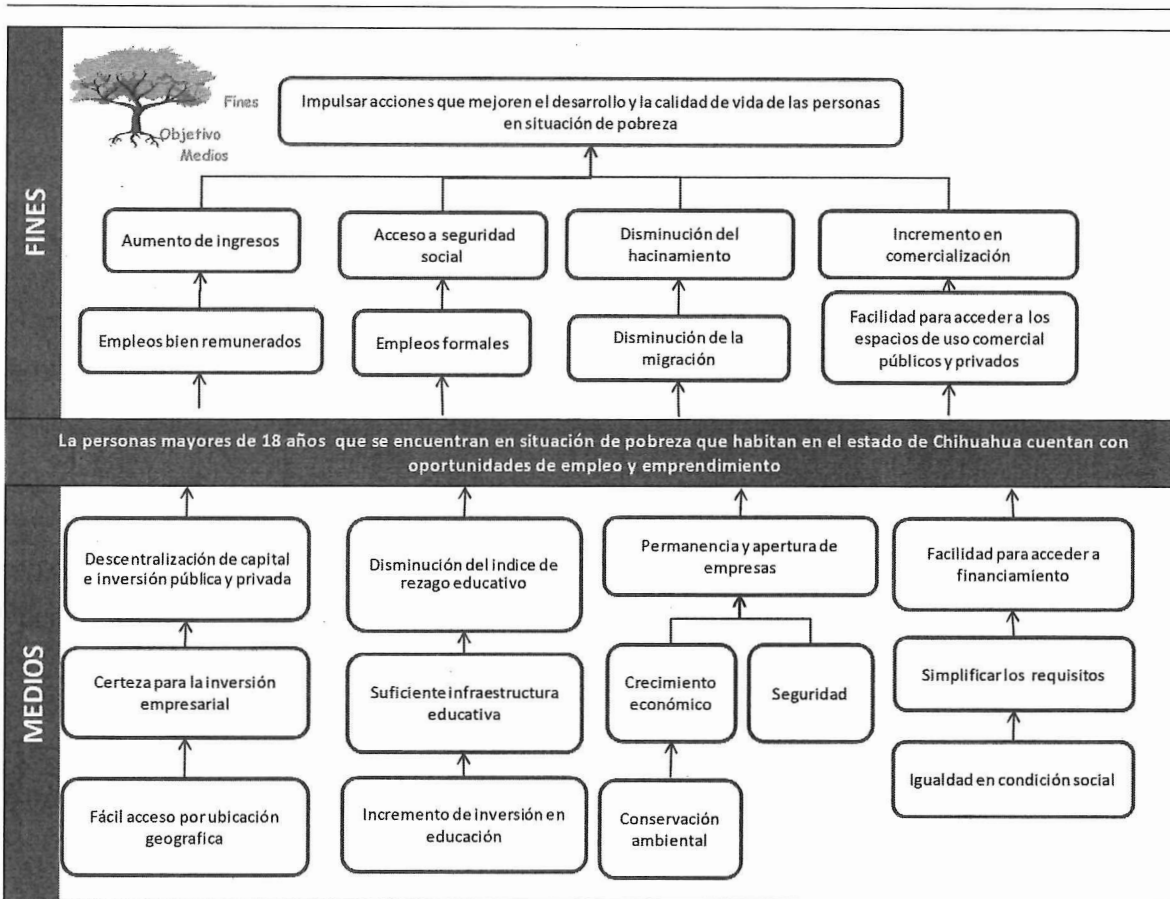 Fines
Objetivo
Medios
Impulsar acciones que mejoren el desarrollo y la calidad de vida de las personas
en situación de pobreza
FINES
Aumento de ingresos
Acceso a seguridad
social
Disminución del
hacinamiento
Incremento en
comercialización
Empleos bien remunerados
Empleos formales
Disminución de la
migración
Facilidad para acceder a los
espacios de uso comercial
públicos y privados
La personas mayores de 18 años que se encuentran en situación de pobreza que habitan en el estado de Chihuahua cuentan con
oportunidades de empleo y emprendimiento
MEDIOS
Descentralización de capital
e inversión pública y privada
Disminución del indice de
rezago educativo
Permanencia y apertura de
empresas
Facilidad para acceder a
financiamiento
Certeza para la inversión
empresarial
Suficiente infraestructura
educativa
Crecimiento
económico
Seguridad
Simplificar los requisitos
Fácil acceso por ubicación
geografica
Incremento de inversión en
educación
Conservación
ambiental
Igualdad en condición social